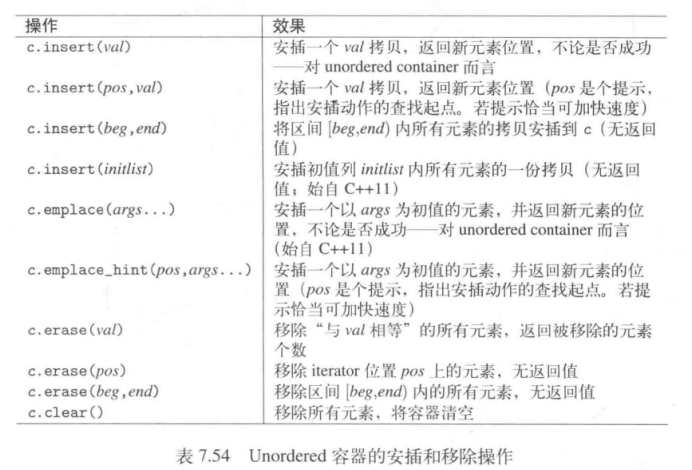 操作 效果
c.insert(val) 安插一个 val 拷贝，返回新元素位置，不论是否成功
——对 unordered container 而言
c.insert(pos,val) 安插一个 val 拷贝，返回新元素位置（pos 是个提示，
指出安插动作的查找起点。若提示恰当可加快速度）
c.insert(beg,end) 将区间 [beg,end) 内所有元素的拷贝安插到 c（无返回
值）
c.insert(initlist) 安插初值列 initlist 内所有元素的一份拷贝（无返回
值；始自 C++11）
c.emplace(args...) 安插一个以 args 为初值的元素，并返回新元素的位
置，不论是否成功——对 unordered container 而言
（始自 C++11）
c.emplace_hint(pos,args...) 安插一个以 args 为初值的元素，并返回新元素的位
置（pos 是个提示，指出安插动作的查找起点。若提
示恰当可加快速度）
c.erase(val) 移除“与 val 相等”的所有元素，返回被移除的元素
个数
c.erase(pos) 移除 iterator 位置 pos 上的元素，无返回值
c.erase(beg,end) 移除区间 [beg,end) 内的所有元素，无返回值
c.clear() 移除所有元素，将容器清空
表 7.54 Unordered 容器的安插和移除操作